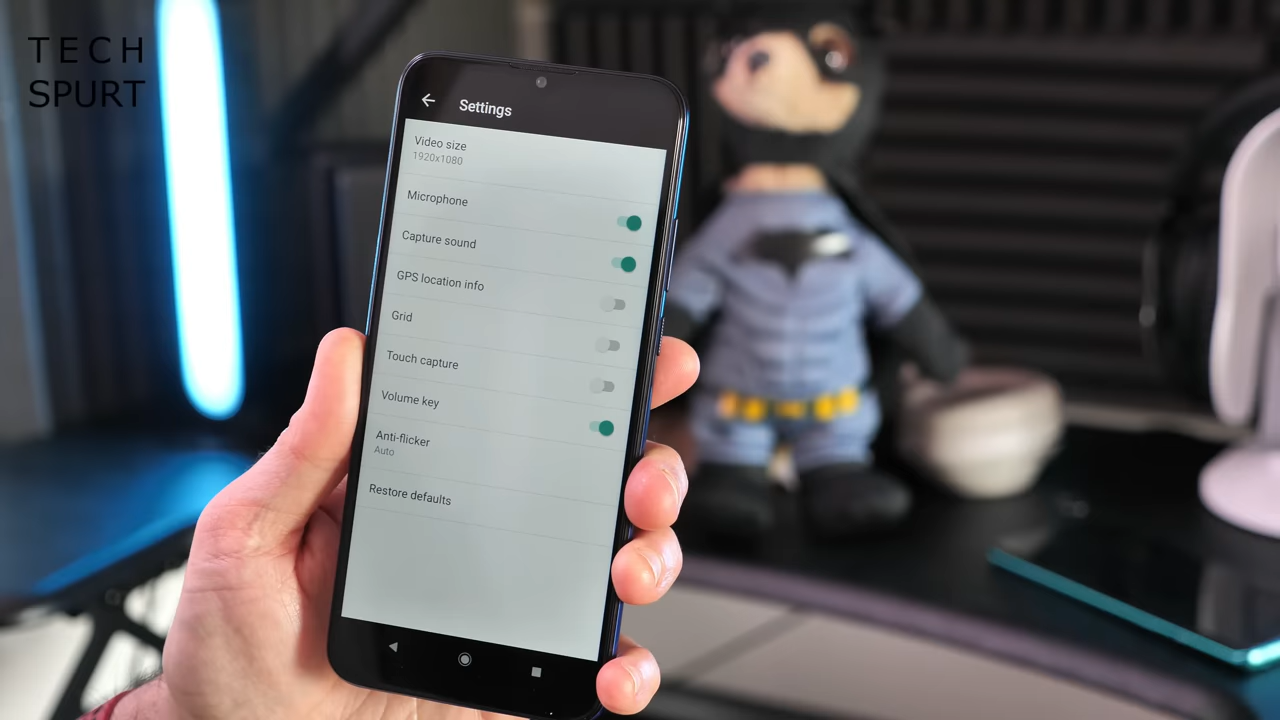 TECH
SPURT
Settings
Video size
1920x1080
Microphone
Capture sound
GPS location info
Grid
Touch capture
Volume key
Anti-flicker
Auto
Restore defaults